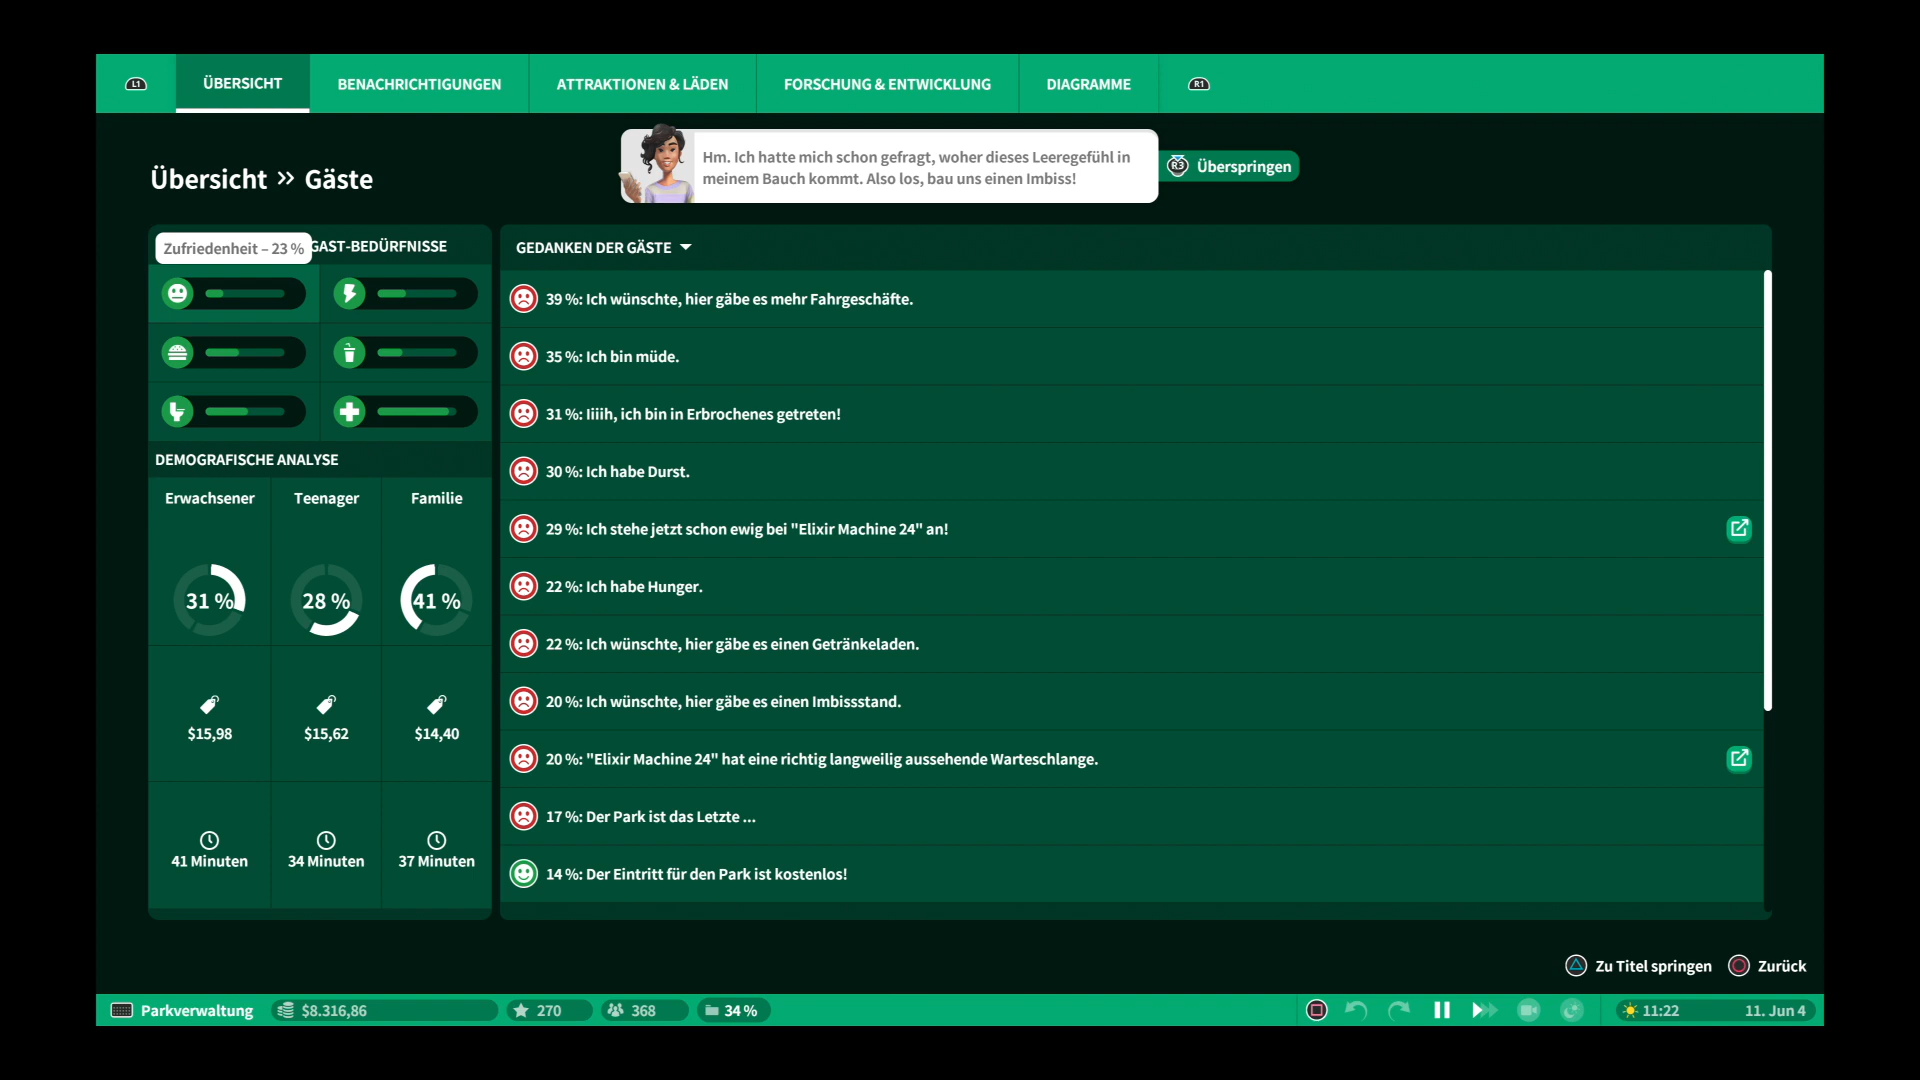 L1
ÜBERSICHT
BENACHRICHTIGUNGEN
ATTRAKTIONEN & LÄDEN
FORSCHUNG & ENTWICKLUNG
DIAGRAMME
R1
Hm. Ich hatte mich schon gefragt, woher dieses Leeregefühl in
meinem Bauch kommt. Also los, bau uns einen Imbiss!
R3 Überspringen
Übersicht » Gäste
Zufriedenheit – 23 %
GAST-BEDÜRFNISSE
DEMOGRAFISCHE ANALYSE
Erwachsener Teenager Familie
31 % 28 % 41 %
$15,98 $15,62 $14,40
41 Minuten 34 Minuten 37 Minuten
GEDANKEN DER GÄSTE
39 %: Ich wünschte, hier gäbe es mehr Fahrgeschäfte.
35 %: Ich bin müde.
31 %: Iiiih, ich bin in Erbrochenes getreten!
30 %: Ich habe Durst.
29 %: Ich stehe jetzt schon ewig bei "Elixir Machine 24" an!
22 %: Ich habe Hunger.
22 %: Ich wünschte, hier gäbe es einen Getränkeladen.
20 %: Ich wünschte, hier gäbe es einen Imbissstand.
20 %: "Elixir Machine 24" hat eine richtig langweilig aussehende Warteschlange.
17 %: Der Park ist das Letzte ...
14 %: Der Eintritt für den Park ist kostenlos!
Zu Titel springen Zurück
Parkverwaltung $8.316,86 270 368 34 % 11:22 11. Jun 4